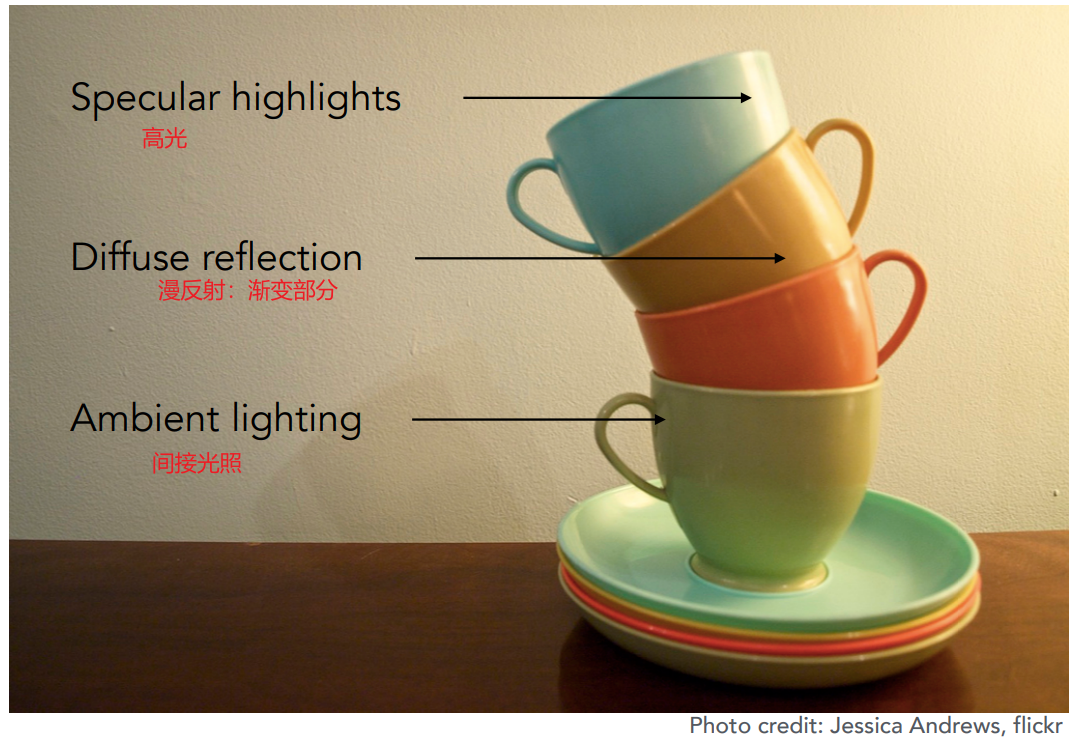 Specular highlights
高光
Diffuse reflection
漫反射：渐变部分
Ambient lighting
间接光照
Photo credit: Jessica Andrews, flickr